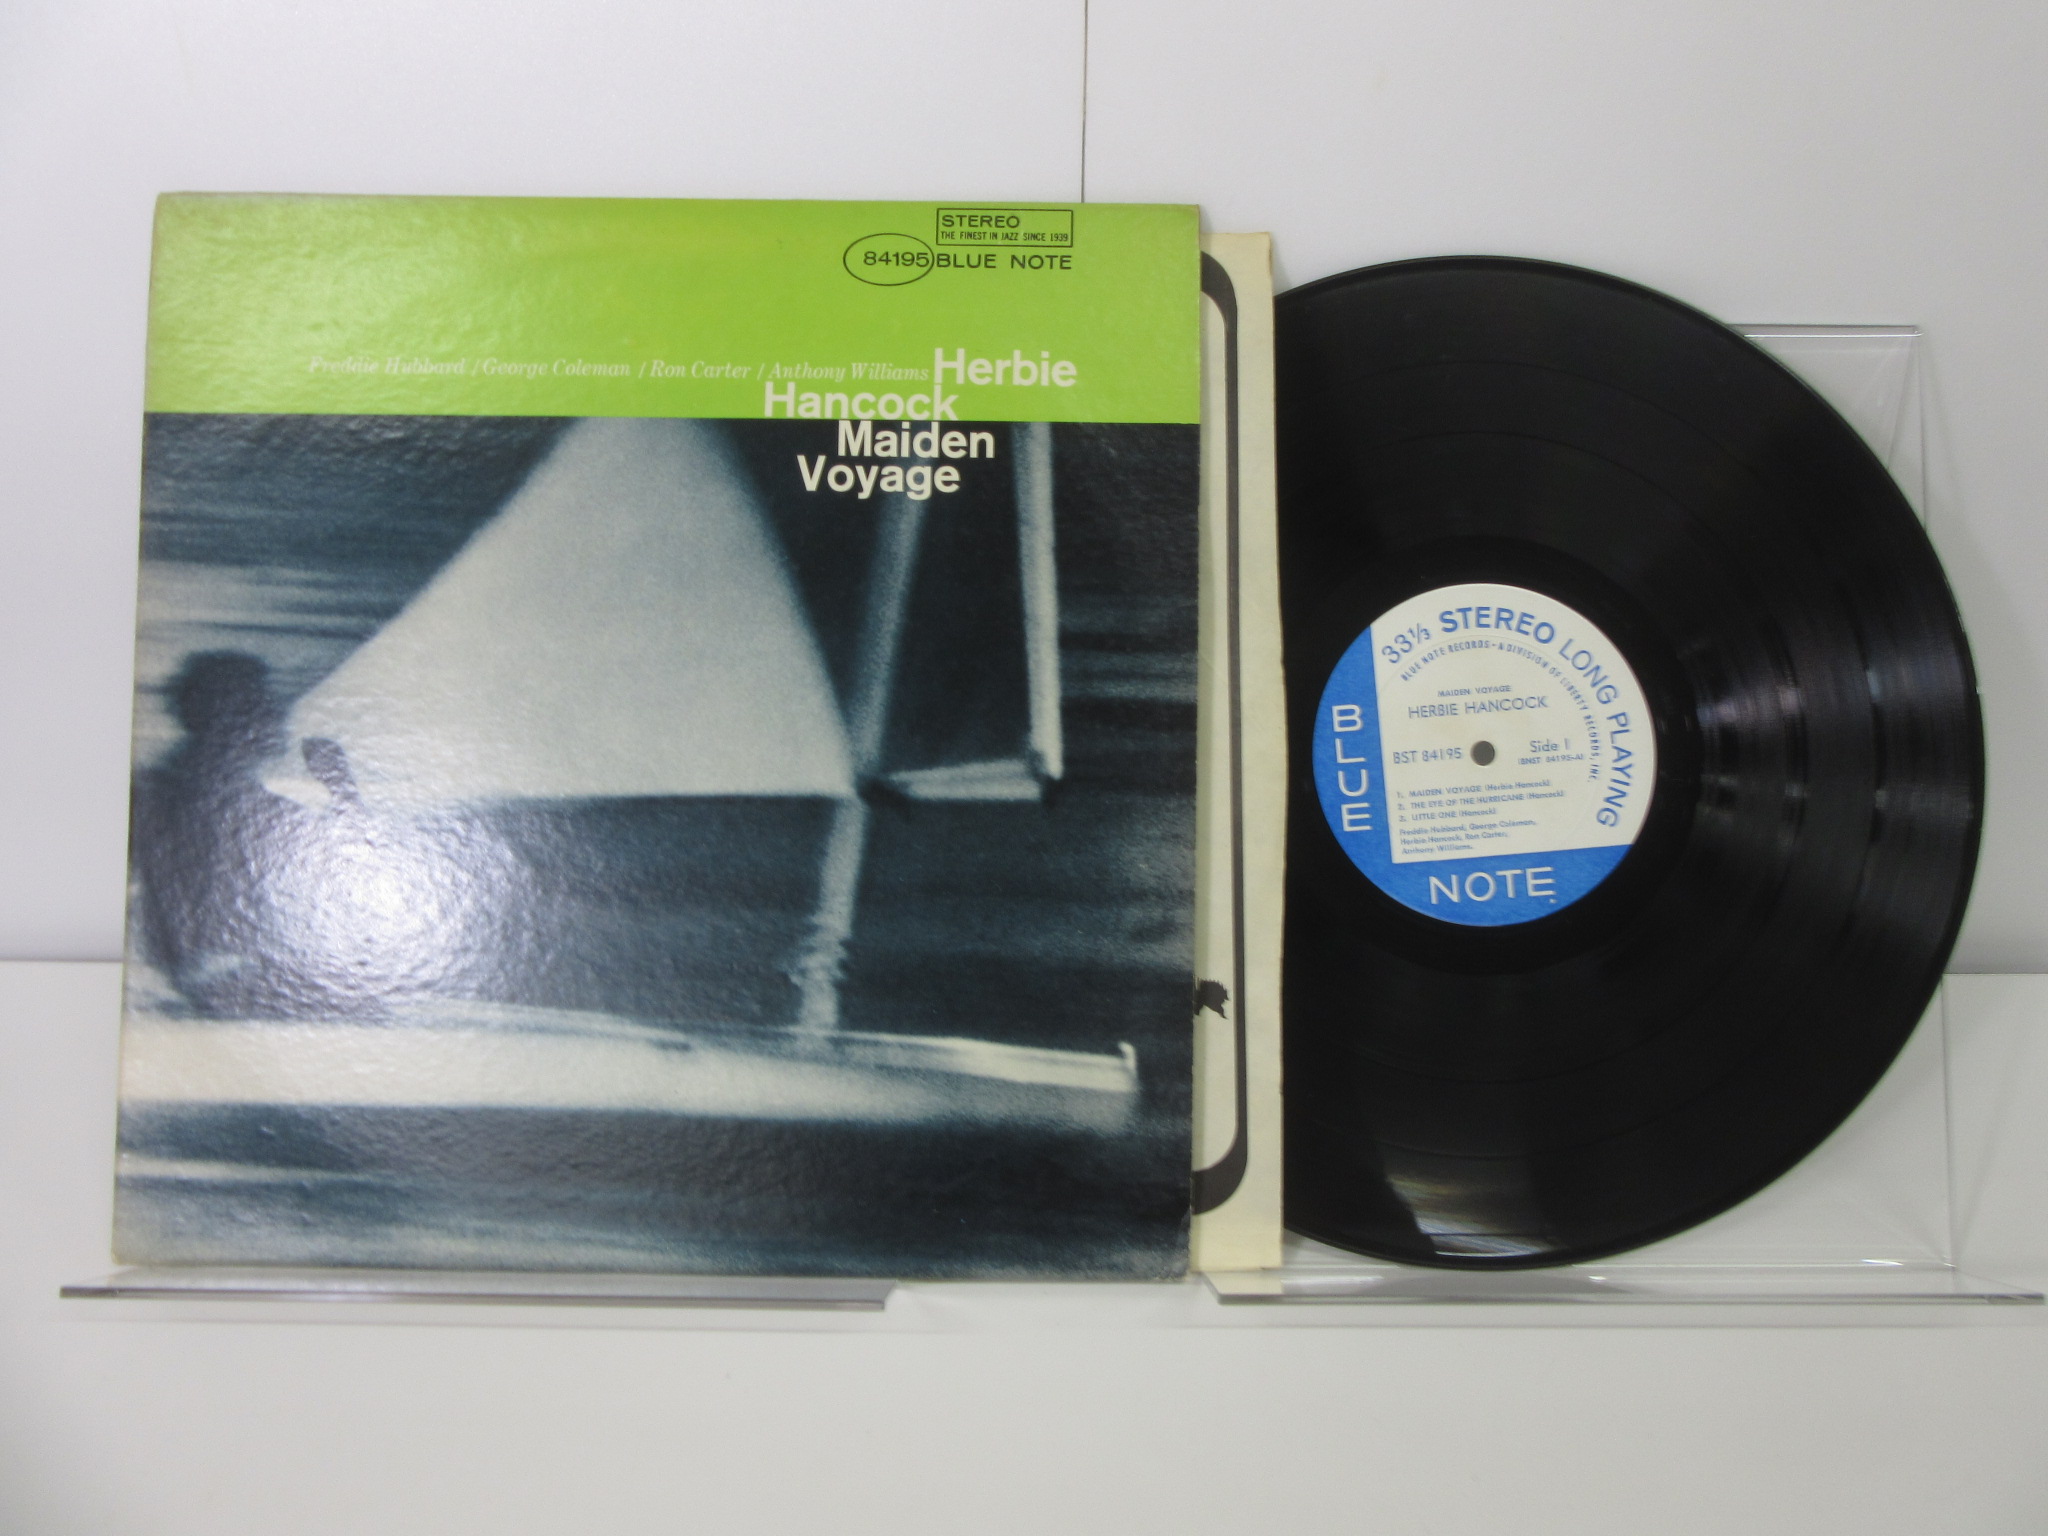 STEREO
THE FINEST IN JAZZ SINCE 1939
84195 BLUE NOTE
Freddie Hubbard / George Coleman / Ron Carter / Anthony Williams Herbie
Hancock
Maiden
Voyage
33⅓ STEREO LONG PLAYING
BLUE NOTE RECORDS • A DIVISION OF LIBERTY RECORDS, INC.
MAIDEN VOYAGE
HERBIE HANCOCK
BST 84195
Side 1
(BNST 84195-A)
1. MAIDEN VOYAGE (Herbie Hancock)
2. THE EYE OF THE HURRICANE (Hancock)
3. LITTLE ONE (Hancock)
Freddie Hubbard, George Coleman,
Herbie Hancock, Ron Carter,
Anthony Williams.
BLUE
NOTE